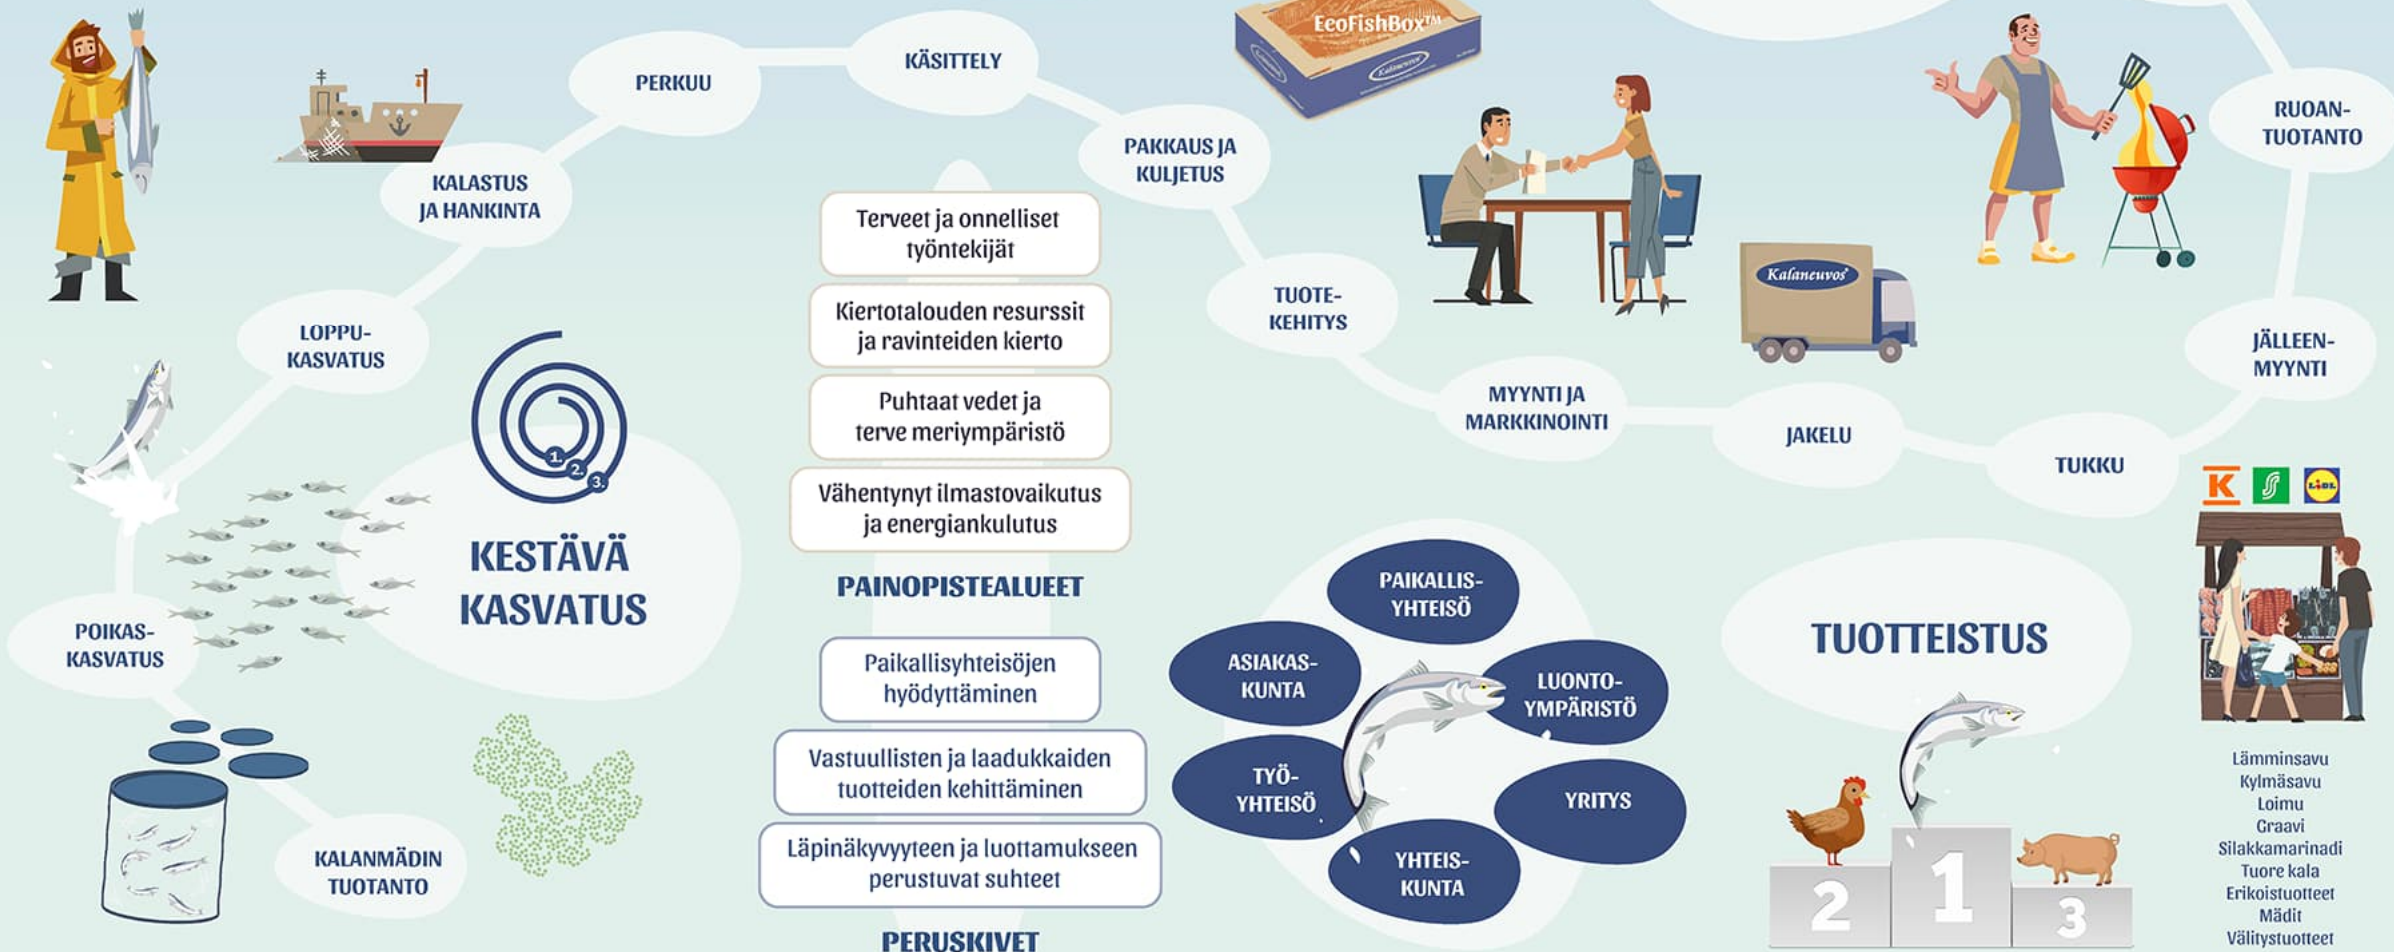 EcoFishBox™
Kalaneuvos
KÄSITTELY
PERKUU
PAKKAUS JA
KULJETUS
KALASTUS
JA HANKINTA
LOPPU-
KASVATUS
POIKAS-
KASVATUS
KALANMÄDIN
TUOTANTO
1.
2.
3.
KESTÄVÄ
KASVATUS
Terveet ja onnelliset
työntekijät
Kiertotalouden resurssit
ja ravinteiden kierto
Puhtaat vedet ja
terve meriympäristö
Vähentynyt ilmastovaikutus
ja energiankulutus
PAINOPISTEALUEET
Paikallisyhteisöjen
hyödyttäminen
Vastuullisten ja laadukkaiden
tuotteiden kehittäminen
Läpinäkyvyyteen ja luottamukseen
perustuvat suhteet
PERUSKIVET
TUOTE-
KEHITYS
MYYNTI JA
MARKKINOINTI
Kalaneuvos
JAKELU
TUKKU
JÄLLEEN-
MYYNTI
RUOAN-
TUOTANTO
PAIKALLIS-
YHTEISÖ
ASIAKAS-
KUNTA
LUONTO-
YMPÄRISTÖ
TYÖ-
YHTEISÖ
YRITYS
YHTEIS-
KUNTA
TUOTTEISTUS
2
1
3
K
S
LIDL
Lämminsavu
Kylmäsavu
Loimu
Graavi
Silakkamarinadi
Tuore kala
Erikoistuotteet
Mädit
Välitystuotteet